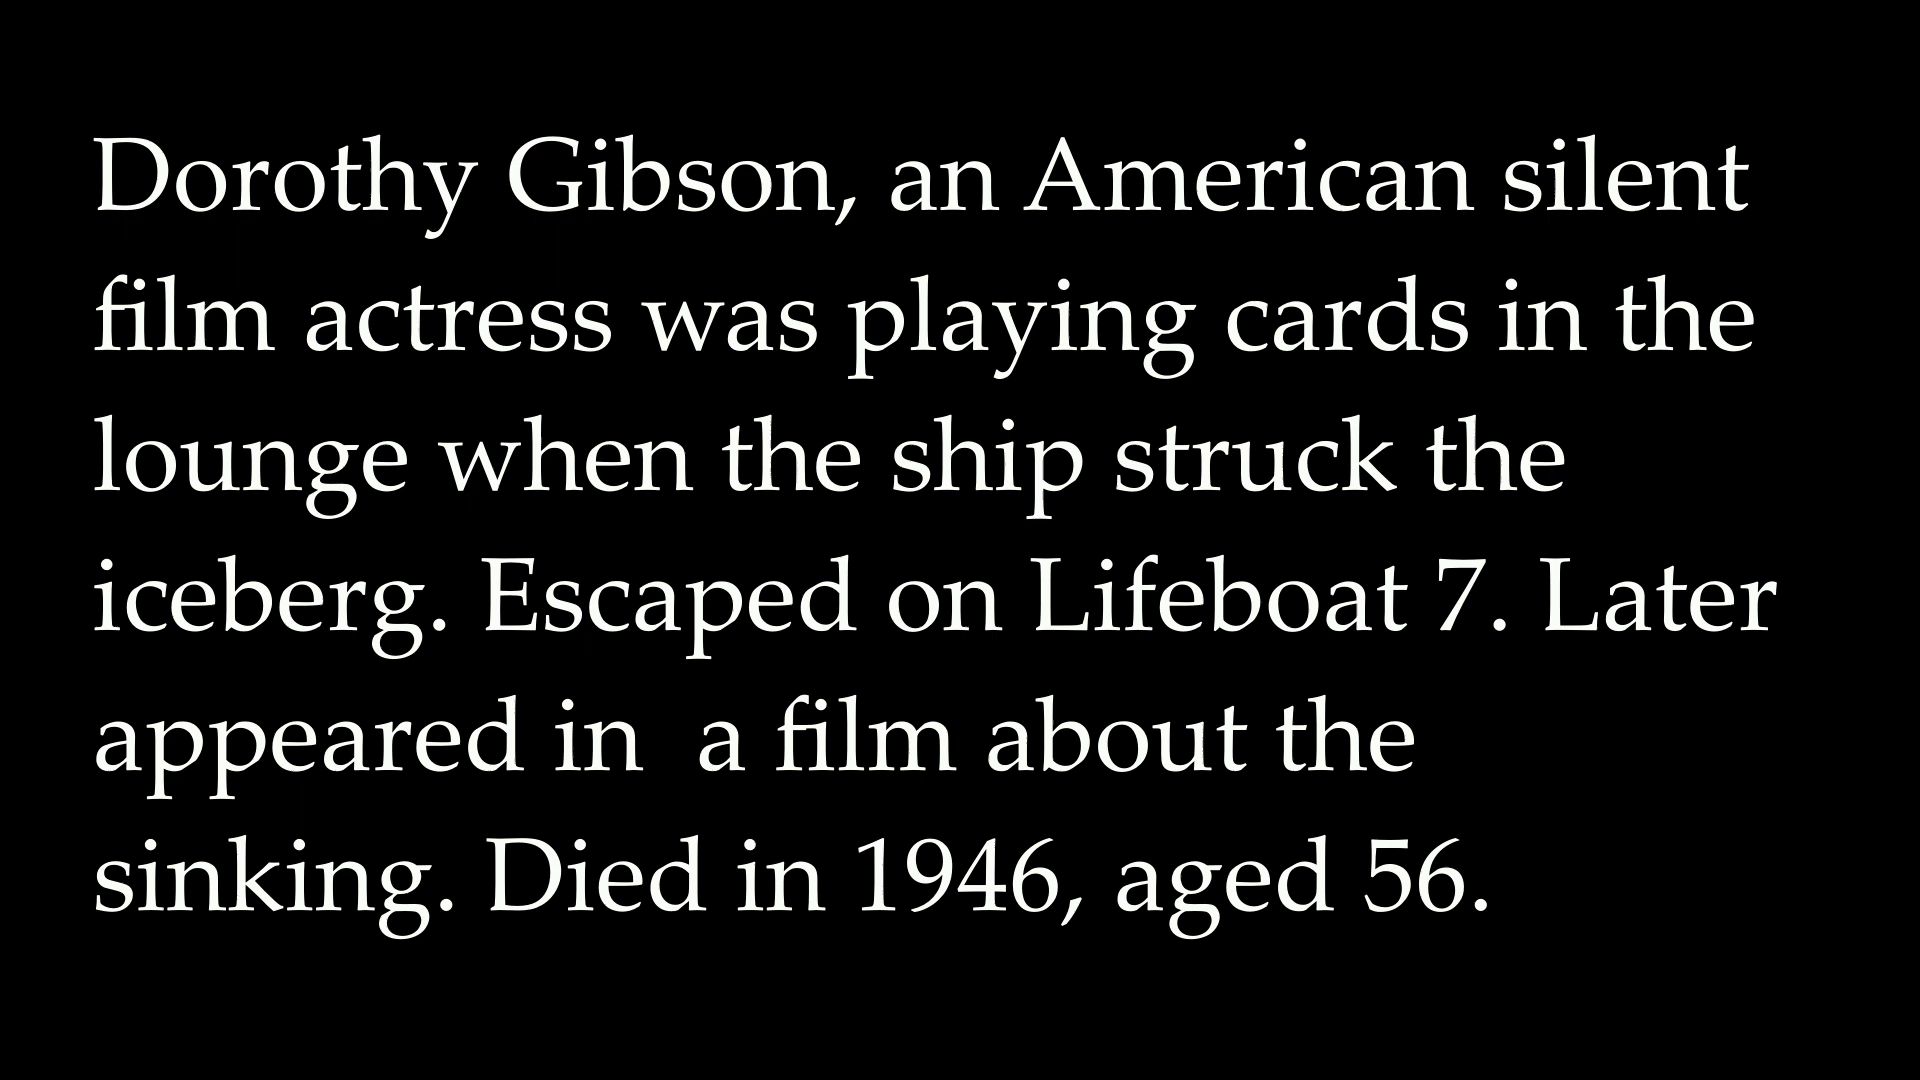 Dorothy Gibson, an American silent
film actress was playing cards in the
lounge when the ship struck the
iceberg. Escaped on Lifeboat 7. Later
appeared in  a film about the
sinking. Died in 1946, aged 56.